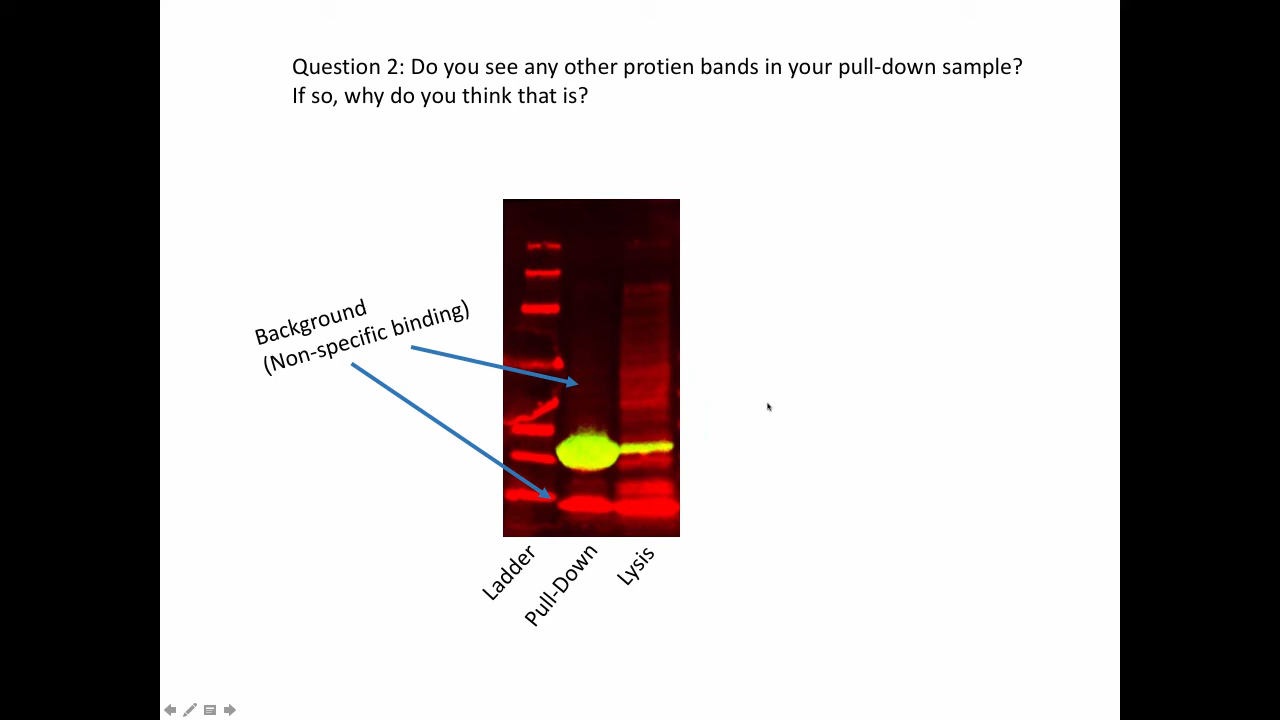 Question 2: Do you see any other protien bands in your pull-down sample?
If so, why do you think that is?
Background
(Non-specific binding)
Ladder
Pull-Down
Lysis